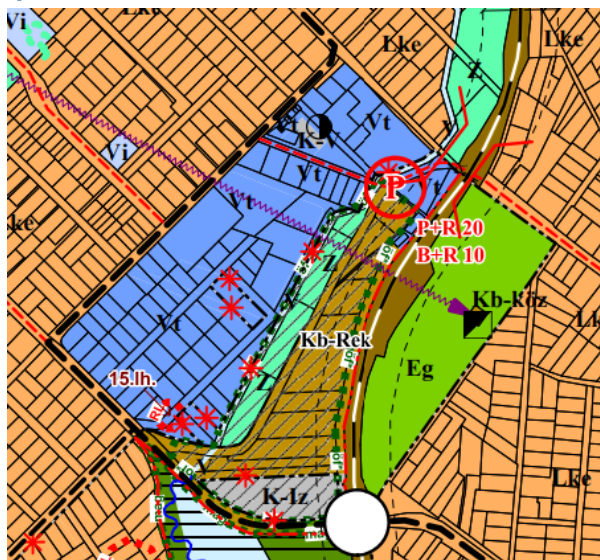 Vi
Lke
Lke
Z
Vt
K-V
V
Vi
Vt
Vt
Vt
P
P+R 20
B+R 10
Z
Kb-köz
Kb-Rek
V
Vt
Eg
15.lh.
Z
V
K-Iz
Lke